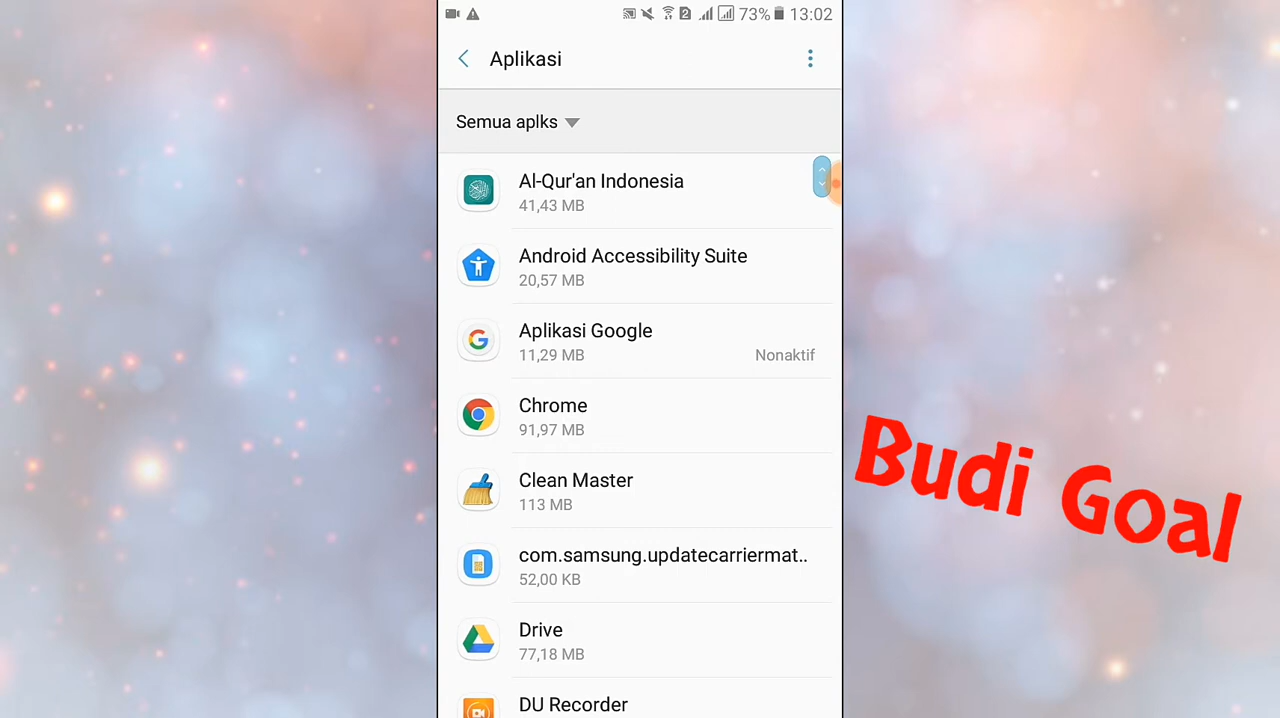 73% 13:02
Aplikasi
Semua aplks
Al-Qur'an Indonesia
41,43 MB
Android Accessibility Suite
20,57 MB
Aplikasi Google
11,29 MB
Nonaktif
Chrome
91,97 MB
Clean Master
113 MB
com.samsung.updatecarriermat..
52,00 KB
Drive
77,18 MB
DU Recorder
Budi Goal